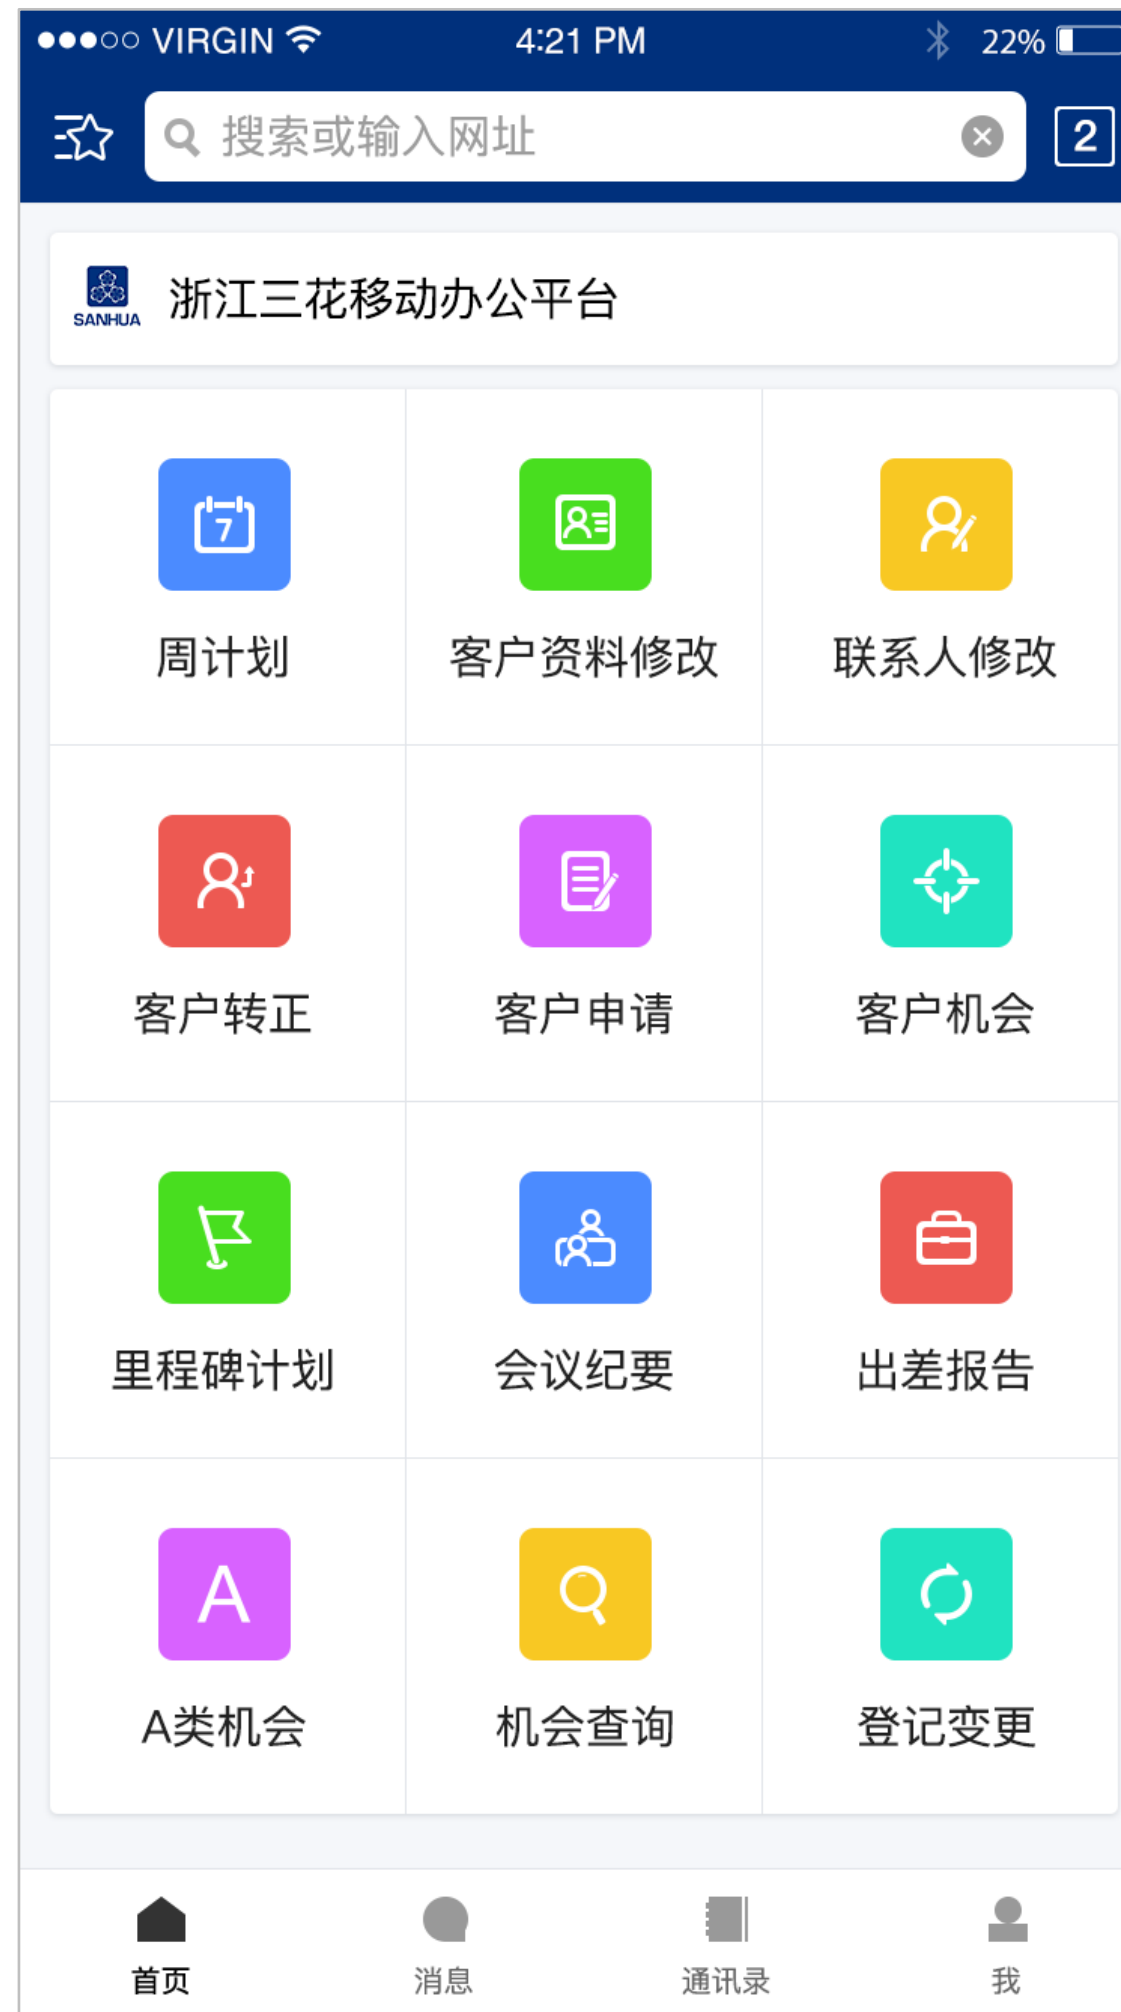 VIRGIN 4:21 PM 22%
搜索或输入网址 2
SANHUA 浙江三花移动办公平台
7
周计划 客户资料修改 联系人修改
客户转正 客户申请 客户机会
里程碑计划 会议纪要 出差报告
A
A类机会 机会查询 登记变更
首页 消息 通讯录 我